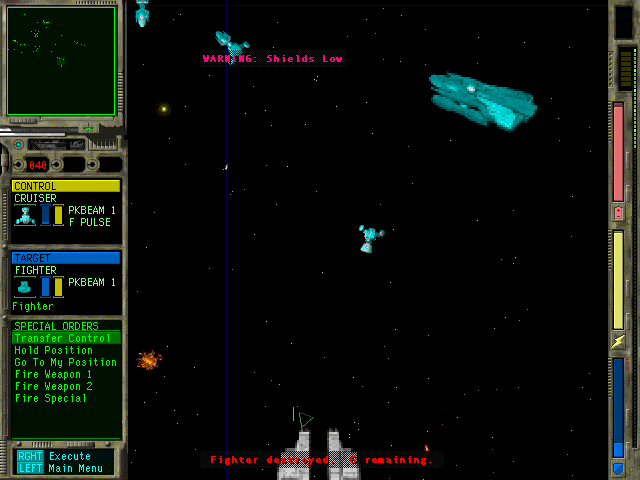 WARNING: Shields Low
040
CONTROL
CRUISER
PKBEAM 1
F PULSE
TARGET
FIGHTER
PKBEAM 1
Fighter
SPECIAL ORDERS
Transfer Control
Hold Position
Go To My Position
Fire Weapon 1
Fire Weapon 2
Fire Special
RGHT Execute
LEFT Main Menu
Fighter destroyed. remaining.